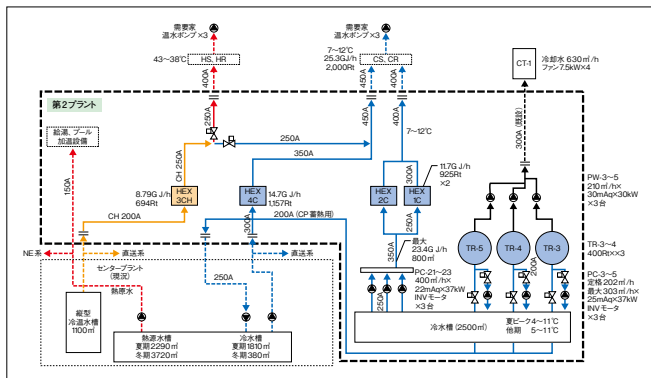 需要家
温水ポンプ×3
43～38℃
HS, HR
400A
需要家
温水ポンプ×3
7～12℃
25.3GJ/h
2,000Rt
CS, CR
450A
400A
CT-1
冷却水 630㎥/h
ファン7.5kW×4
300A (既設)
第2プラント
給湯、プール
加温設備
150A
250A
250A
450A
400A
7～12℃
CH 250A
350A
8.79G J/h
694Rt
HEX
3CH
HEX
4C
14.7G J/h
1,157Rt
HEX
2C
HEX
1C
300A
11.7G J/h
925Rt
×2
CH 200A
300A
200A (CP蓄熱用)
250A
350A
最大
23.4G J/h
800㎥
PW-3～5
210㎥/h×
30mAq×30kW
×3台
TR-5
TR-4
TR-3
TR-3～4
400Rt××3
200A
NE系
直送系
直送系
センタープラント
(現況)
熱原水
250A
縦型
冷温水槽
1100㎥
熱源水槽
夏期2290㎥
冬期3720㎥
冷水槽
夏期1810㎥
冬期380㎥
250A
PC-21～23
400㎥/h×
22mAq×37kW
INVモータ
×3台
PC-3～5
定格202㎥/h
最大303㎥/h×
25mAq×37kW
INVモータ
×3台
冷水槽 (2500㎥)
夏ピーク4～11℃
他期 5～11℃